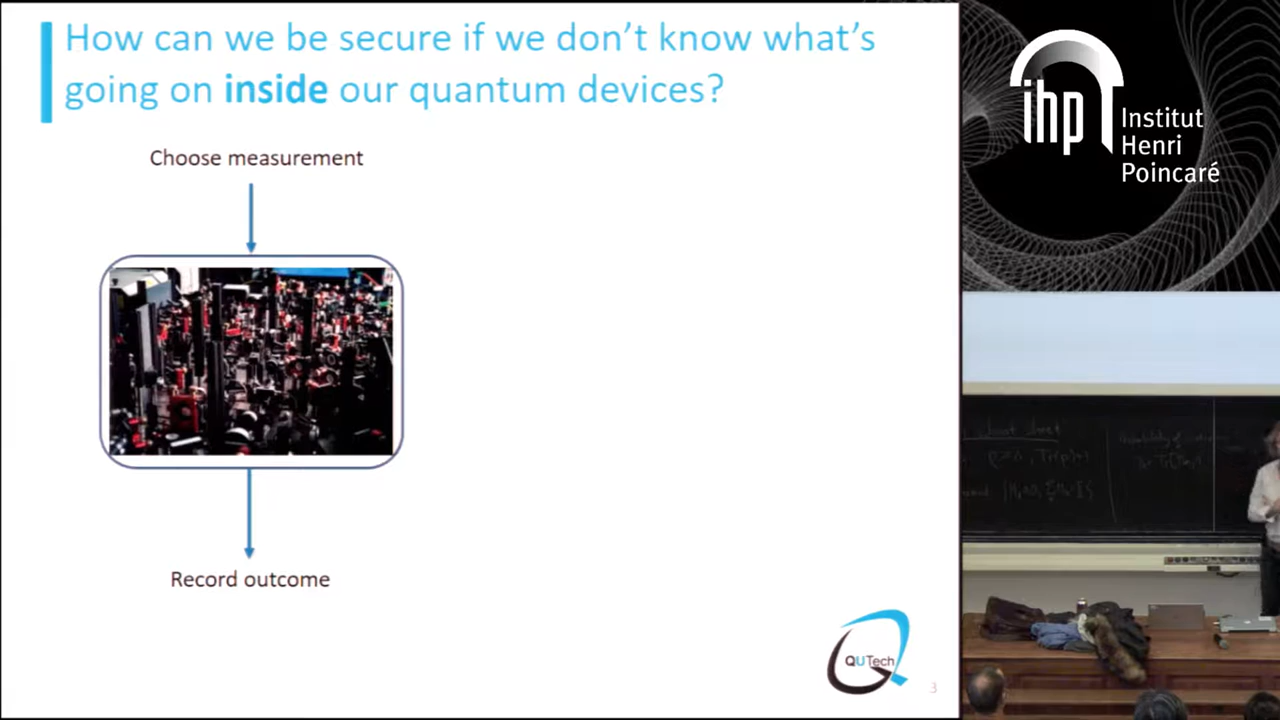 How can we be secure if we don't know what's
going on inside our quantum devices?
Choose measurement
Record outcome
QUTech
3
ihp
Institut
Henri
Poincaré